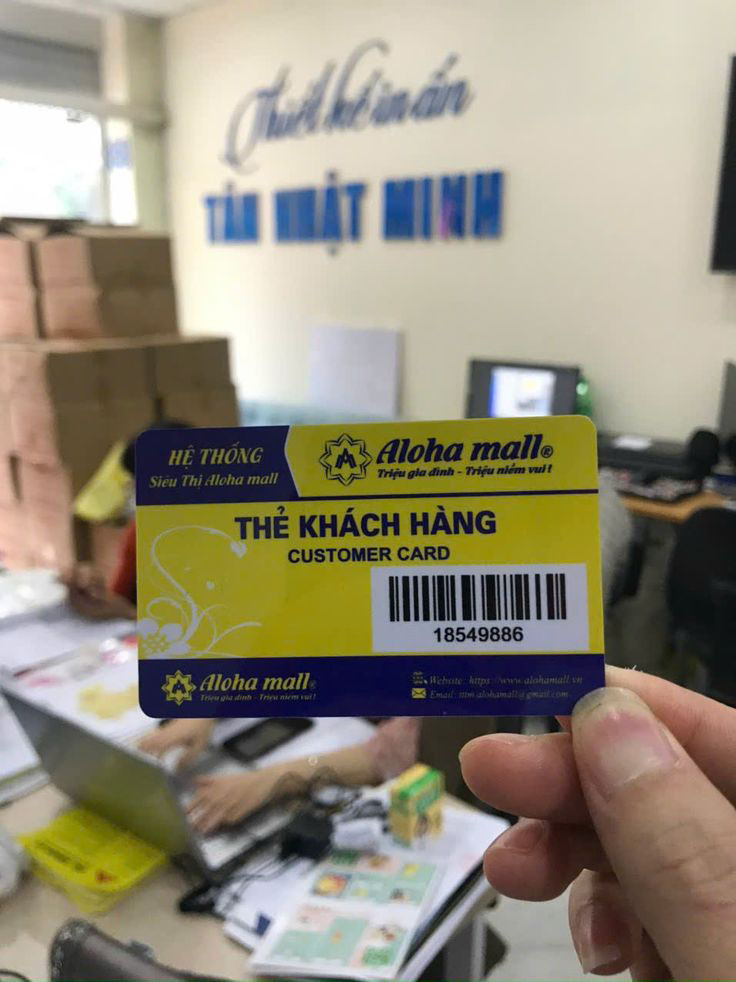 Thiết kế in ấn
TÂN NHẬT MINH
HỆ THỐNG
Siêu Thị Aloha mall
Aloha mall®
Triệu gia đình - Triệu niềm vui !
THẺ KHÁCH HÀNG
CUSTOMER CARD
18549886
Aloha mall®
Triệu gia đình - Triệu niềm vui !
Website: https://www.alohamall.vn
Email: tttm.alohamall@gmail.com